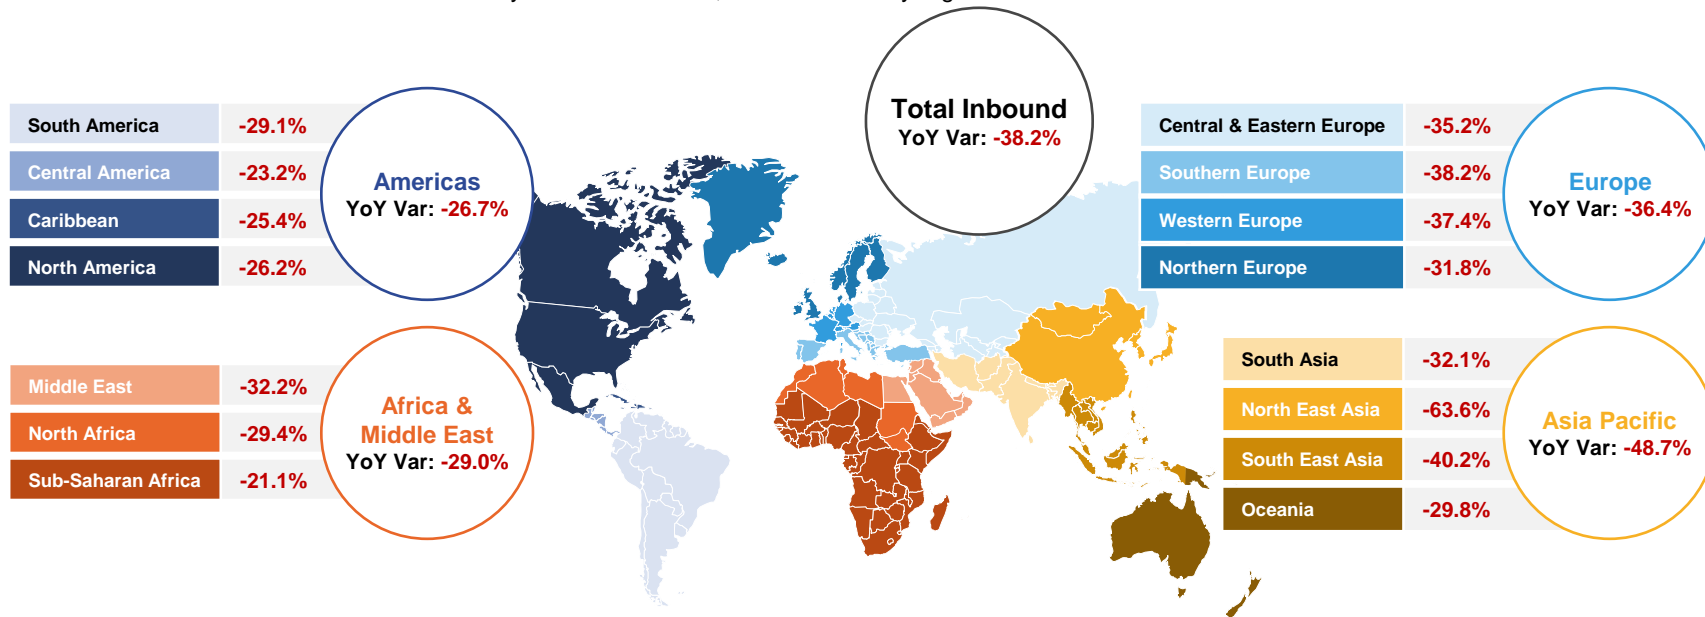 Total Inbound
YoY Var: -38.2%
South America -29.1%
Central America -23.2%
Caribbean -25.4%
North America -26.2%
Americas
YoY Var: -26.7%
Central & Eastern Europe -35.2%
Southern Europe -38.2%
Western Europe -37.4%
Northern Europe -31.8%
Europe
YoY Var: -36.4%
Middle East -32.2%
North Africa -29.4%
Sub-Saharan Africa -21.1%
Africa &
Middle East
YoY Var: -29.0%
South Asia -32.1%
North East Asia -63.6%
South East Asia -40.2%
Oceania -29.8%
Asia Pacific
YoY Var: -48.7%